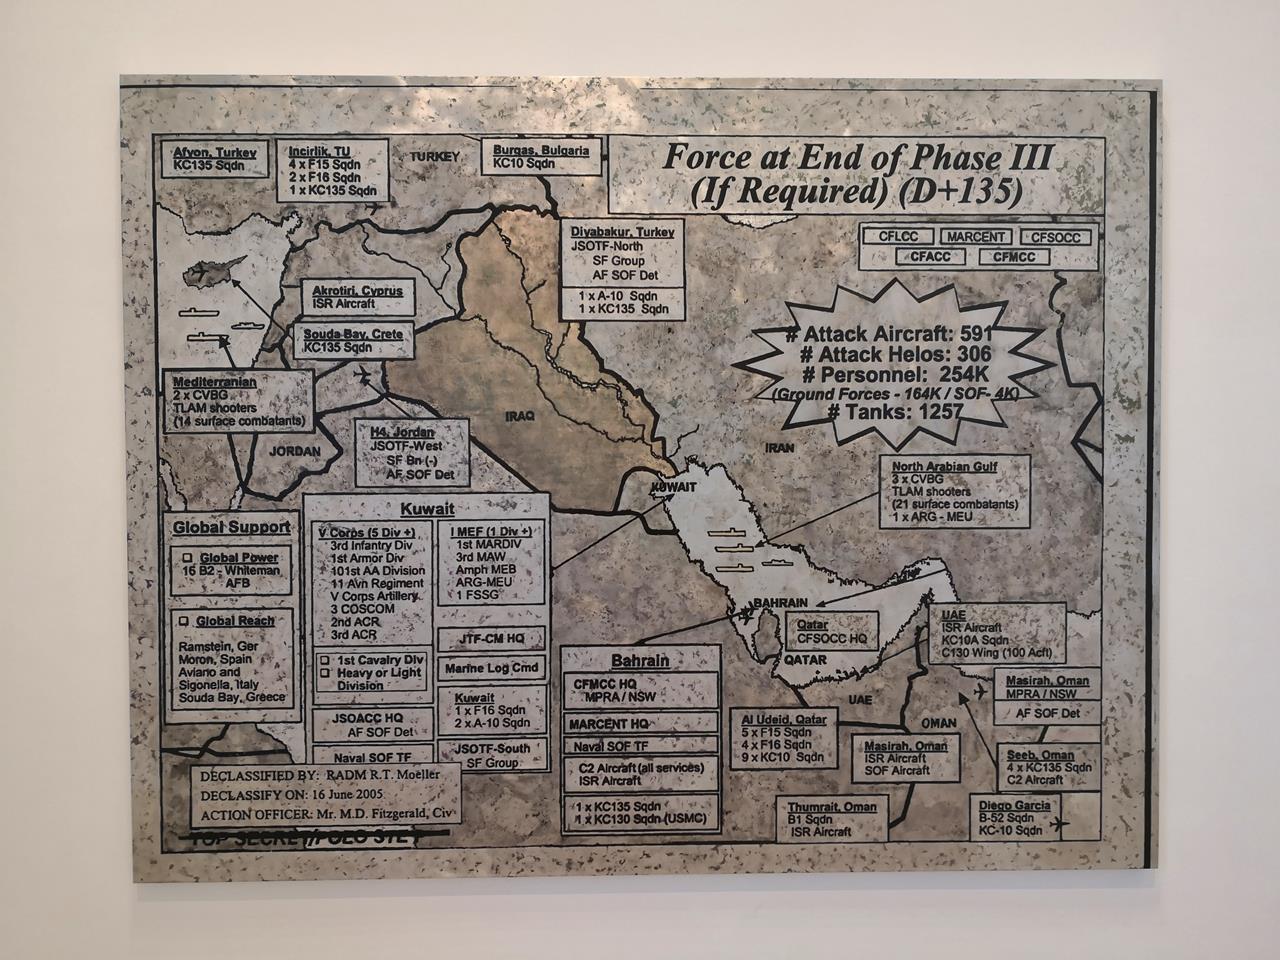 Force at End of Phase III
(If Required) (D+135)
Afyon, Turkey
KC135 Sqdn
Incirlik, TU
4 x F15 Sqdn
2 x F16 Sqdn
1 x KC135 Sqdn
TURKEY
Burgas, Bulgaria
KC10 Sqdn
Diyabakur, Turkey
JSOTF-North
SF Group
AF SOF Det
1 x A-10 Sqdn
1 x KC135 Sqdn
CFLCC
MARCENT
CFSOCC
CFACC
CFMCC
# Attack Aircraft: 591
# Attack Helos: 306
# Personnel: 254K
(Ground Forces - 164K / SOF- 4K)
# Tanks: 1257
Akrotiri, Cyprus
ISR Aircraft
Souda Bay, Crete
KC135 Sqdn
Mediterranian
2 x CVBG
TLAM shooters
(14 surface combatants)
JORDAN
H4, Jordan
JSOTF-West
SF Bn (-)
AF SOF Det
IRAQ
IRAN
KUWAIT
North Arabian Gulf
3 x CVBG
TLAM shooters
(21 surface combatants)
1 x ARG - MEU
Global Support
Global Power
16 B2 - Whiteman
AFB
Global Reach
Ramstein, Ger
Moron, Spain
Aviano and
Sigonella, Italy
Souda Bay, Greece
Kuwait
V Corps (5 Div +)
3rd Infantry Div
1st Armor Div
101st AA Division
11 Avn Regiment
V Corps Artillery
3 COSCOM
2nd ACR
3rd ACR
1st Cavalry Div
Heavy or Light
Division
JSOACC HQ
AF SOF Det
Naval SOF TF
I MEF (1 Div +)
1st MARDIV
3rd MAW
Amph MEB
ARG-MEU
1 FSSG
JTF-CM HQ
Marine Log Cmd
Kuwait
1 x F16 Sqdn
2 x A-10 Sqdn
JSOTF-South
SF Group
BAHRAIN
Qatar
CFSOCC HQ
QATAR
UAE
ISR Aircraft
KC10A Sqdn
C130 Wing (100 Acft)
Bahrain
CFMCC HQ
MPRA / NSW
MARCENT HQ
Naval SOF TF
C2 Aircraft (all services)
ISR Aircraft
1 x KC135 Sqdn
1 x KC130 Sqdn (USMC)
UAE
OMAN
Al Udeid, Qatar
5 x F15 Sqdn
4 x F16 Sqdn
9 x KC10 Sqdn
Masirah, Oman
MPRA / NSW
AF SOF Det
Masirah, Oman
ISR Aircraft
SOF Aircraft
Seeb, Oman
4 x KC135 Sqdn
C2 Aircraft
Thumrait, Oman
B1 Sqdn
ISR Aircraft
Diego Garcia
B-52 Sqdn
KC-10 Sqdn
DECLASSIFIED BY: RADM R.T. Moeller
DECLASSIFY ON: 16 June 2005
ACTION OFFICER: Mr. M.D. Fitzgerald, Civ
TOP SECRET//POLO STEP